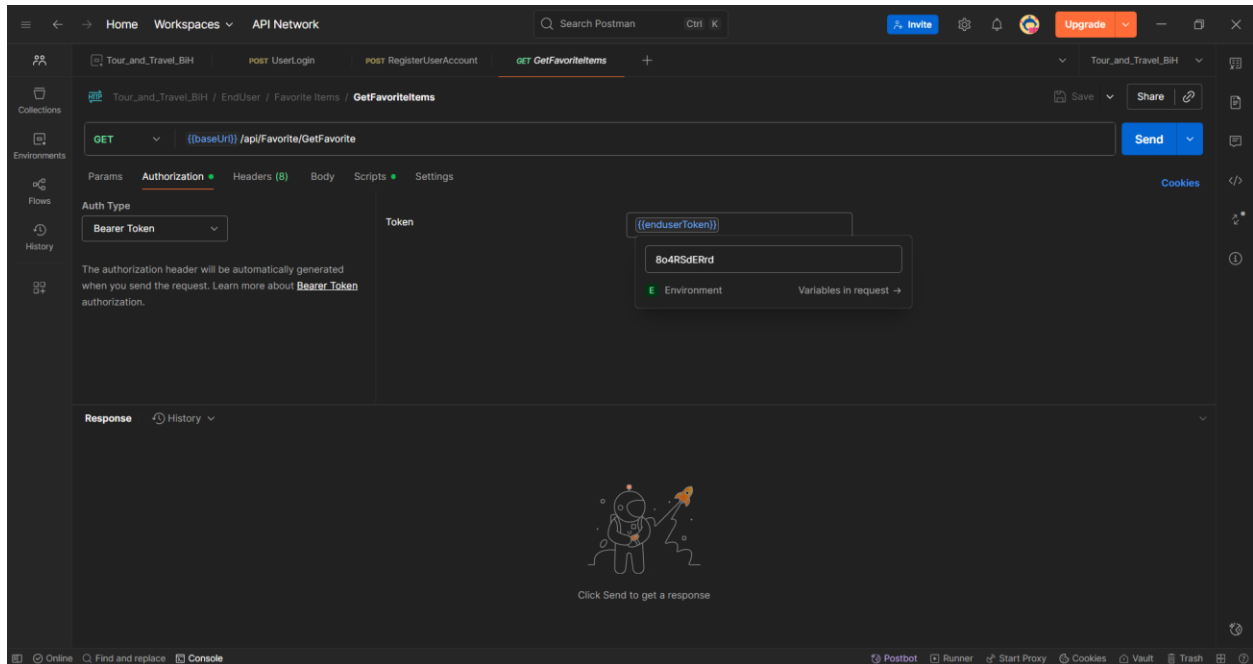 Home Workspaces API Network Search Postman Ctrl K Invite Upgrade
Tour_and_Travel_BiH POST UserLogin POST RegisterUserAccount GET GetFavoriteItems Tour_and_Travel_BiH
Tour_and_Travel_BiH / EndUser / Favorite Items / GetFavoriteItems Save Share
Collections
GET {{baseUrl}} /api/Favorite/GetFavorite Send
Environments
Params Authorization Headers (8) Body Scripts Settings Cookies
Flows
Auth Type
Bearer Token Token {{enduserToken}}
History
8o4RSdERrd
The authorization header will be automatically generated
when you send the request. Learn more about Bearer Token
authorization.
E Environment Variables in request →
Response History
Click Send to get a response
Online Find and replace Console Postbot Runner Start Proxy Cookies Vault Trash